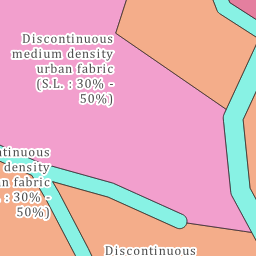 Discontinuous
medium density
urban fabric
(S.L. : 30% -
50%)
density
fabric
: 30% -
50%)
Discontinuous